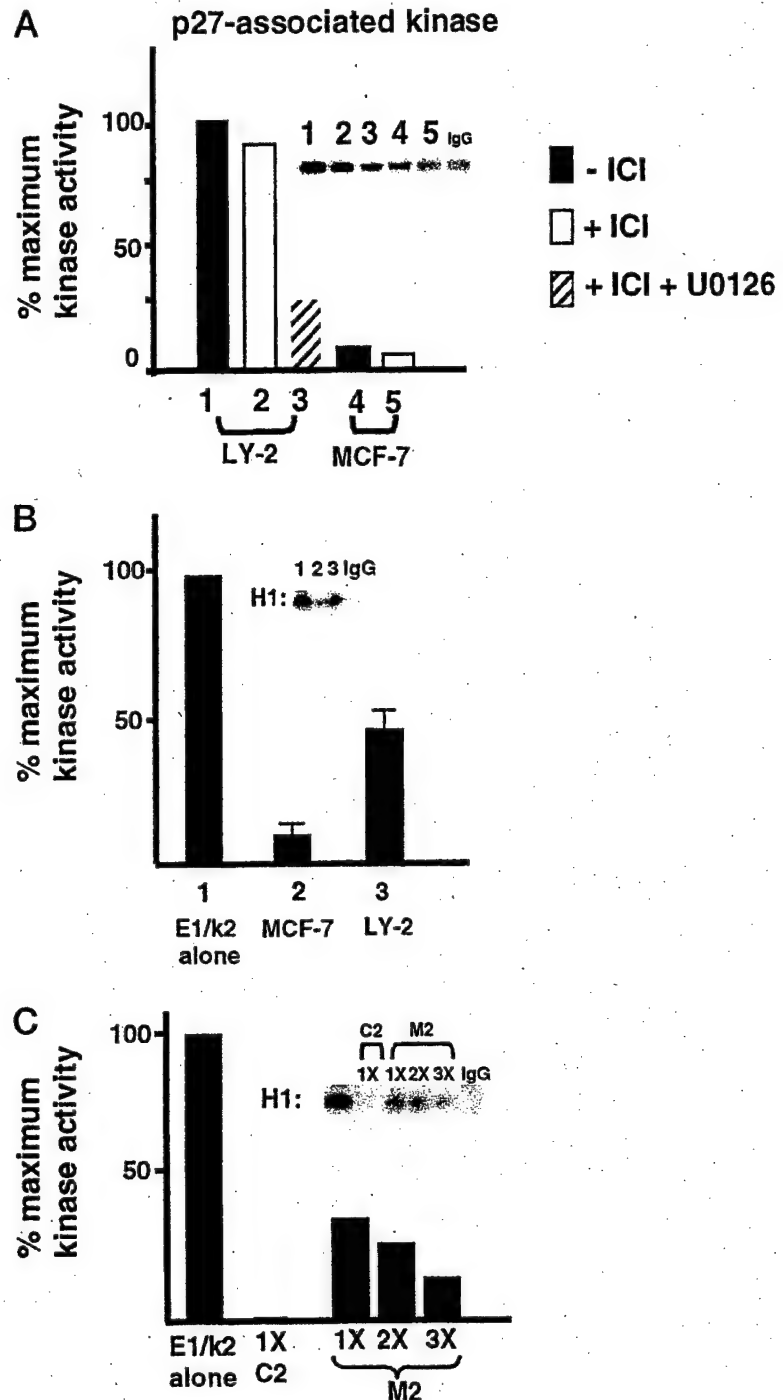 A
p27-associated kinase
% maximum
kinase activity
100
50
0
1 2 3 4 5 IgG
- ICI
+ ICI
+ ICI + U0126
1 2 3 4 5
LY-2 MCF-7
B
% maximum
kinase activity
100
50
1 2 3 IgG
H1:
1 2 3
E1/k2 MCF-7 LY-2
alone
C
% maximum
kinase activity
100
50
C2 M2
1X 1X 2X 3X IgG
H1:
E1/k2 1X 1X 2X 3X
alone C2
M2